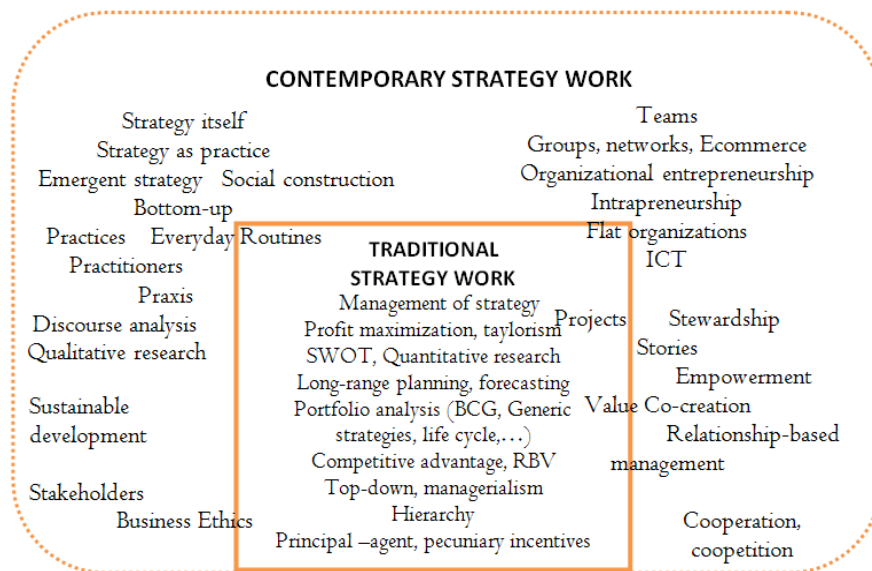 CONTEMPORARY STRATEGY WORK
Strategy itself
Strategy as practice
Emergent strategy Social construction
Bottom-up
Practices Everyday Routines
Practitioners
Praxis
Discourse analysis
Qualitative research
Sustainable
development
Stakeholders
Business Ethics
TRADITIONAL
STRATEGY WORK
Management of strategy
Profit maximization, taylorism
SWOT, Quantitative research
Long-range planning, forecasting
Portfolio analysis (BCG, Generic
strategies, life cycle,…)
Competitive advantage, RBV
Top-down, managerialism
Hierarchy
Principal –agent, pecuniary incentives
Teams
Groups, networks, Ecommerce
Organizational entrepreneurship
Intrapreneurship
Flat organizations
ICT
Projects Stewardship
Stories
Empowerment
Value Co-creation
Relationship-based
management
Cooperation,
coopetition